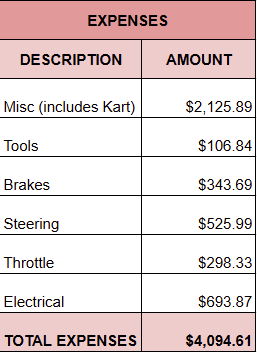 EXPENSES
DESCRIPTION AMOUNT
Misc (includes Kart) $2,125.89
Tools $106.84
Brakes $343.69
Steering $525.99
Throttle $298.33
Electrical $693.87
TOTAL EXPENSES $4,094.61